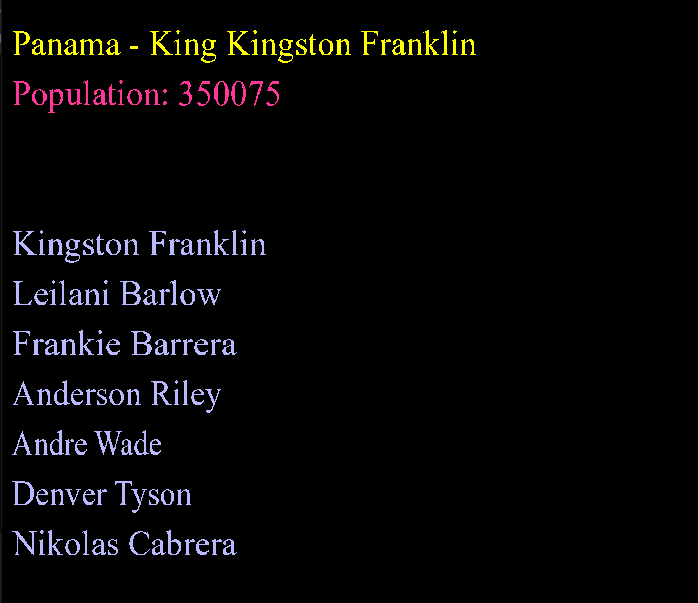 Panama - King Kingston Franklin
Population: 350075
Kingston Franklin
Leilani Barlow
Frankie Barrera
Anderson Riley
Andre Wade
Denver Tyson
Nikolas Cabrera